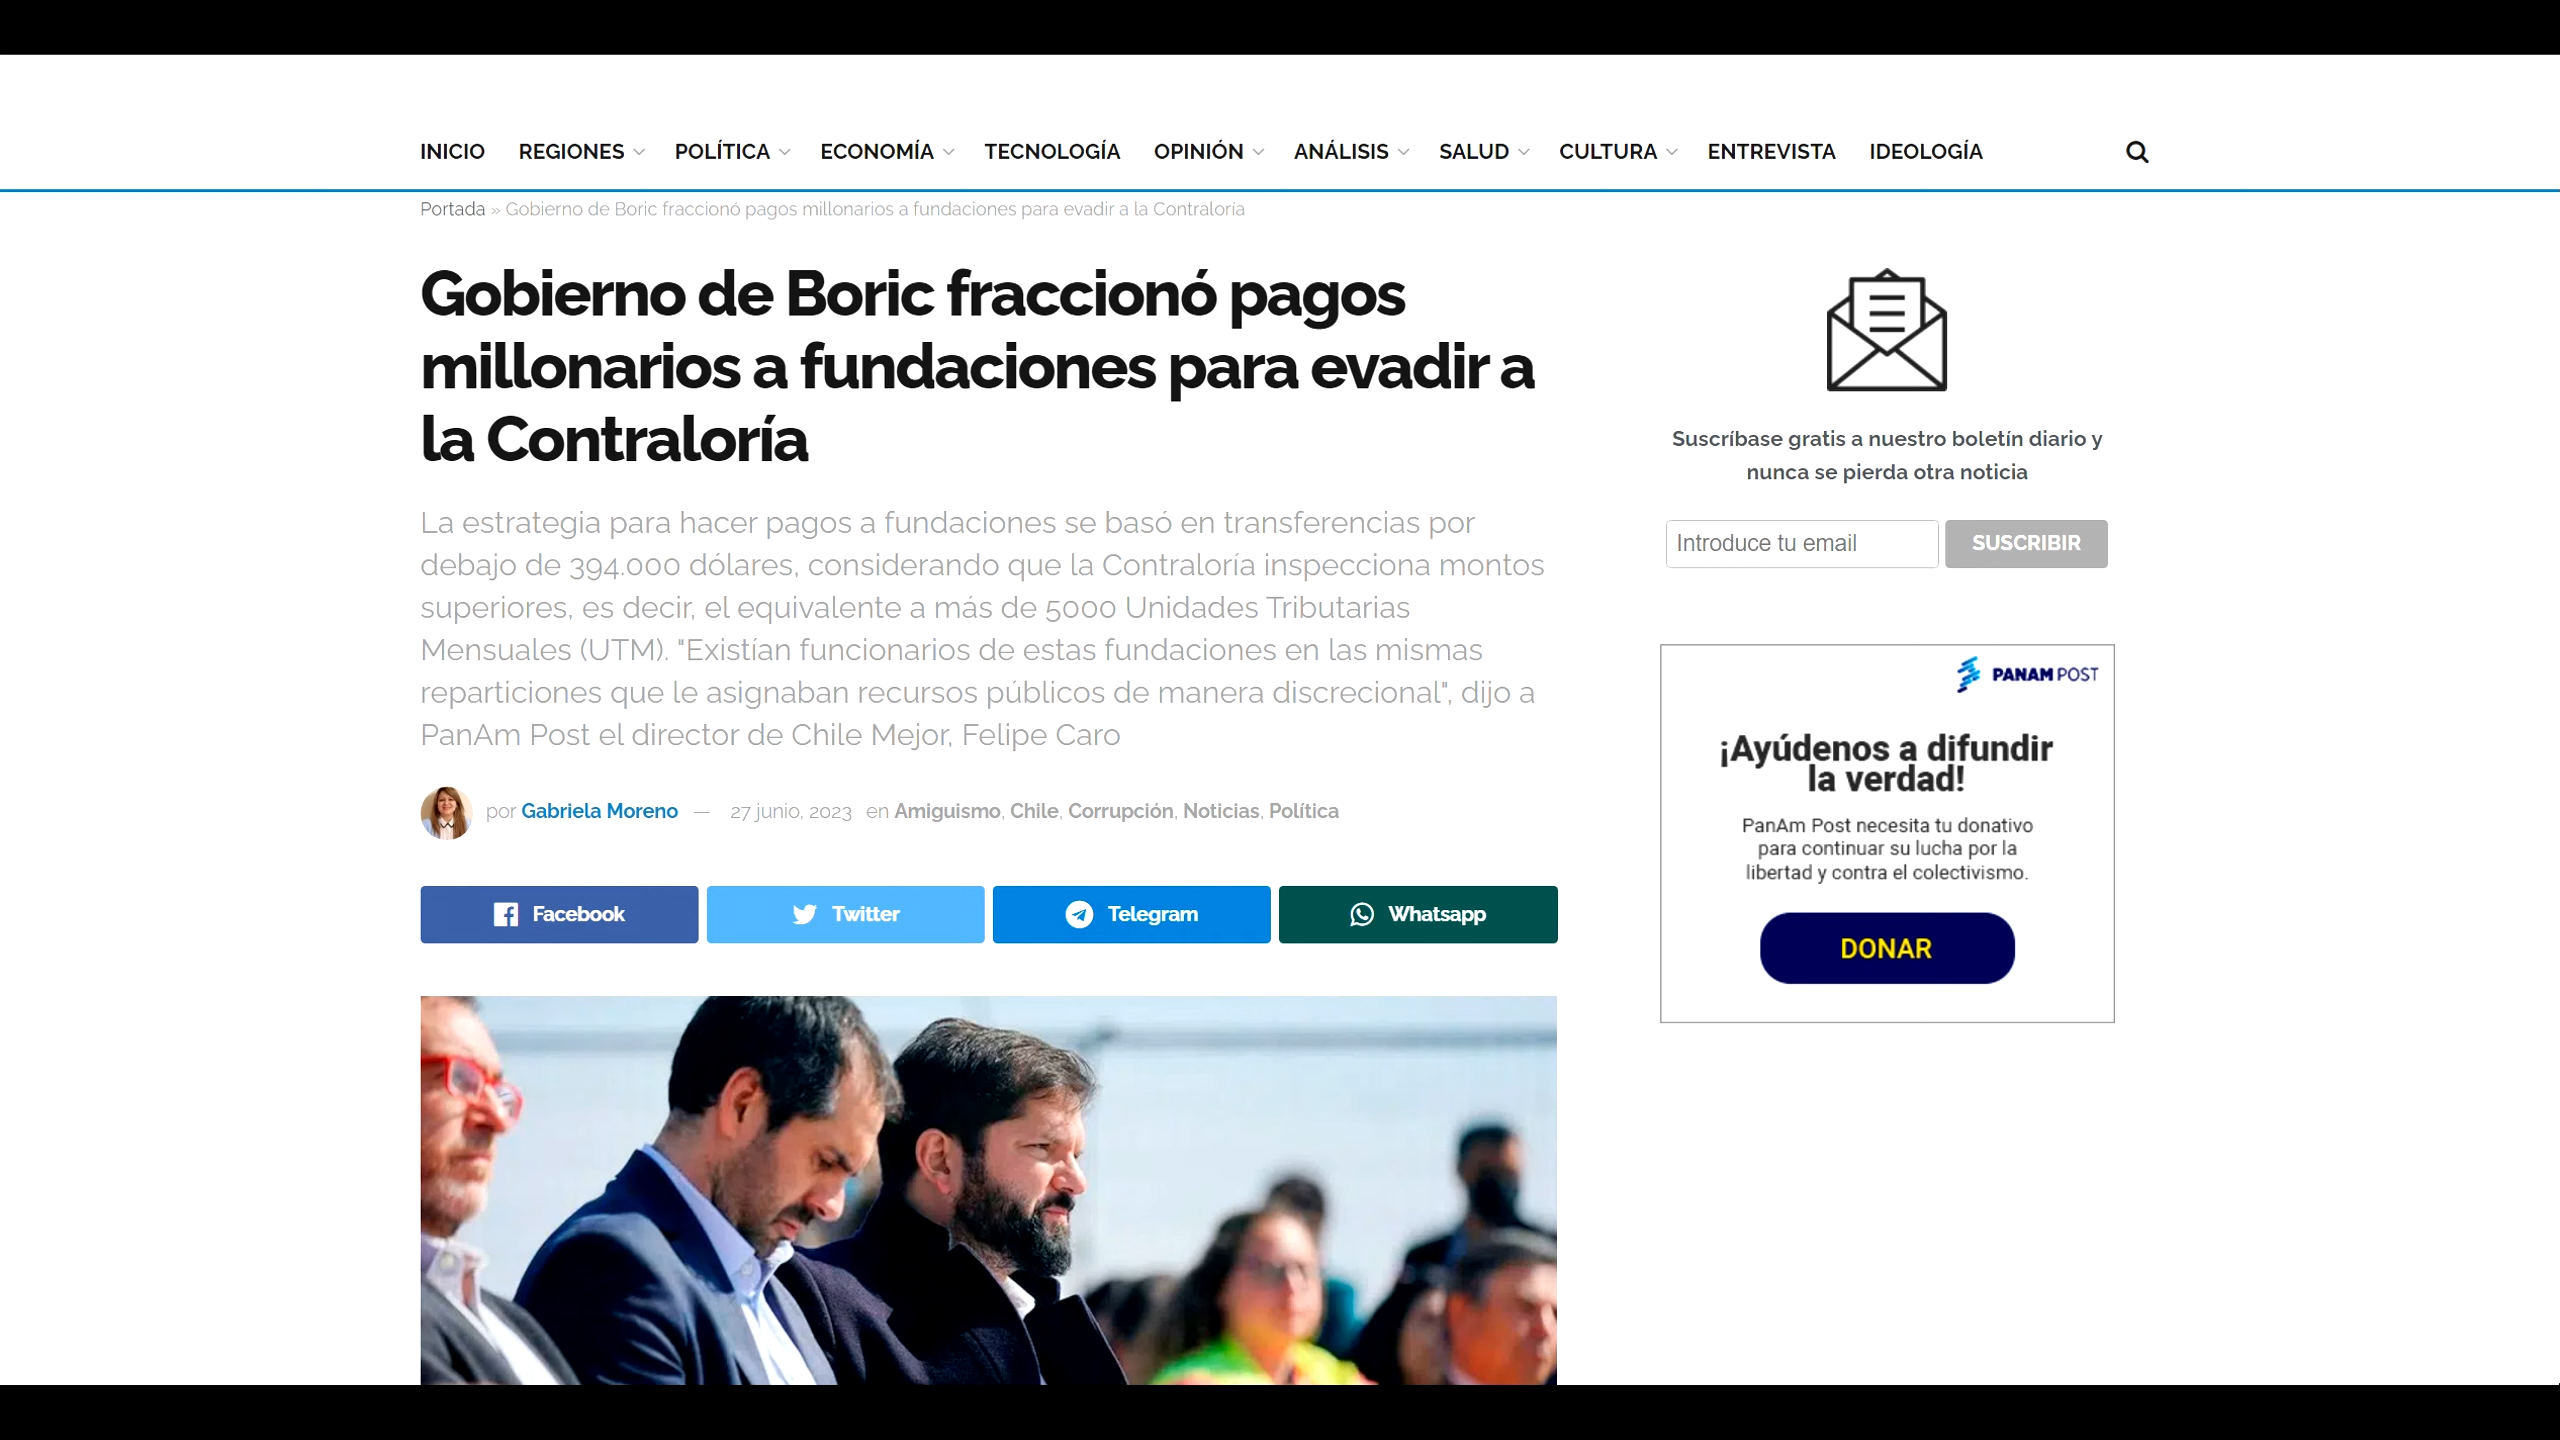 INICIO REGIONES POLÍTICA ECONOMÍA TECNOLOGÍA OPINIÓN ANÁLISIS SALUD CULTURA ENTREVISTA IDEOLOGÍA
Portada » Gobierno de Boric fraccionó pagos millonarios a fundaciones para evadir a la Contraloría
Gobierno de Boric fraccionó pagos
millonarios a fundaciones para evadir a
la Contraloría
La estrategia para hacer pagos a fundaciones se basó en transferencias por
debajo de 394.000 dólares, considerando que la Contraloría inspecciona montos
superiores, es decir, el equivalente a más de 5000 Unidades Tributarias
Mensuales (UTM). "Existían funcionarios de estas fundaciones en las mismas
reparticiones que le asignaban recursos públicos de manera discrecional", dijo a
PanAm Post el director de Chile Mejor, Felipe Caro
por Gabriela Moreno — 27 junio, 2023 en Amiguismo, Chile, Corrupción, Noticias, Política
Facebook Twitter Telegram Whatsapp
Suscríbase gratis a nuestro boletín diario y
nunca se pierda otra noticia
Introduce tu email SUSCRIBIR
PANAM POST
¡Ayúdenos a difundir
la verdad!
PanAm Post necesita tu donativo
para continuar su lucha por la
libertad y contra el colectivismo.
DONAR